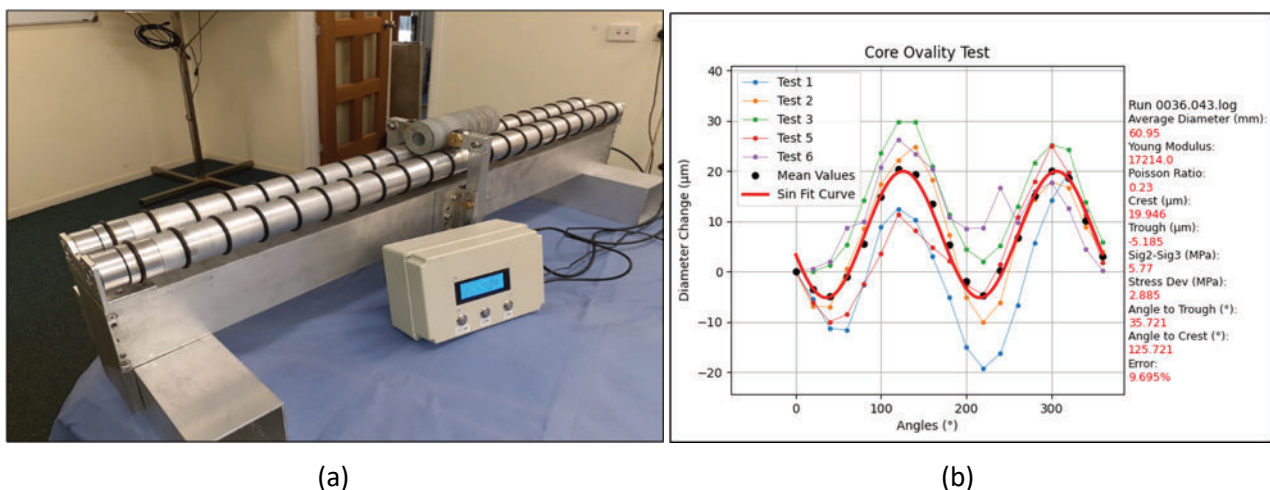 Core Ovality Test
40
30
20
10
0
−10
−20
Diameter Change (μm)
Test 1
Test 2
Test 3
Test 5
Test 6
Mean Values
Sin Fit Curve
0
100
200
300
Angles (°)
Run 0036.043.log
Average Diameter (mm):
60.95
Young Modulus:
17214.0
Poisson Ratio:
0.23
Crest (μm):
19.946
Trough (μm):
-5.185
Sig2-Sig3 (MPa):
5.77
Stress Dev (MPa):
2.885
Angle to Trough (°):
35.721
Angle to Crest (°):
125.721
Error:
9.695%
(a)
(b)